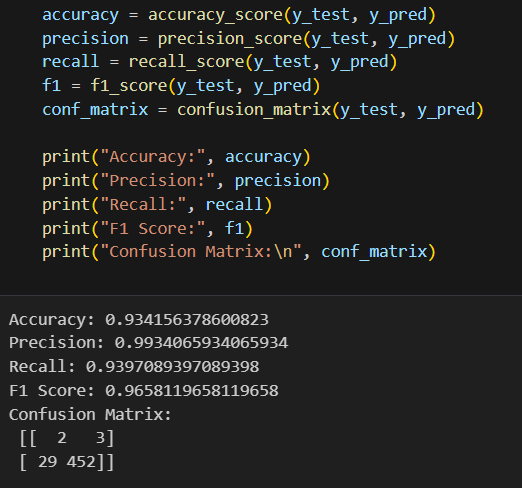 accuracy = accuracy_score(y_test, y_pred)
precision = precision_score(y_test, y_pred)
recall = recall_score(y_test, y_pred)
f1 = f1_score(y_test, y_pred)
conf_matrix = confusion_matrix(y_test, y_pred)

print("Accuracy:", accuracy)
print("Precision:", precision)
print("Recall:", recall)
print("F1 Score:", f1)
print("Confusion Matrix:\n", conf_matrix)

Accuracy: 0.934156378600823
Precision: 0.9934065934065934
Recall: 0.9397089397089398
F1 Score: 0.9658119658119658
Confusion Matrix:
 [[  2   3]
 [ 29 452]]